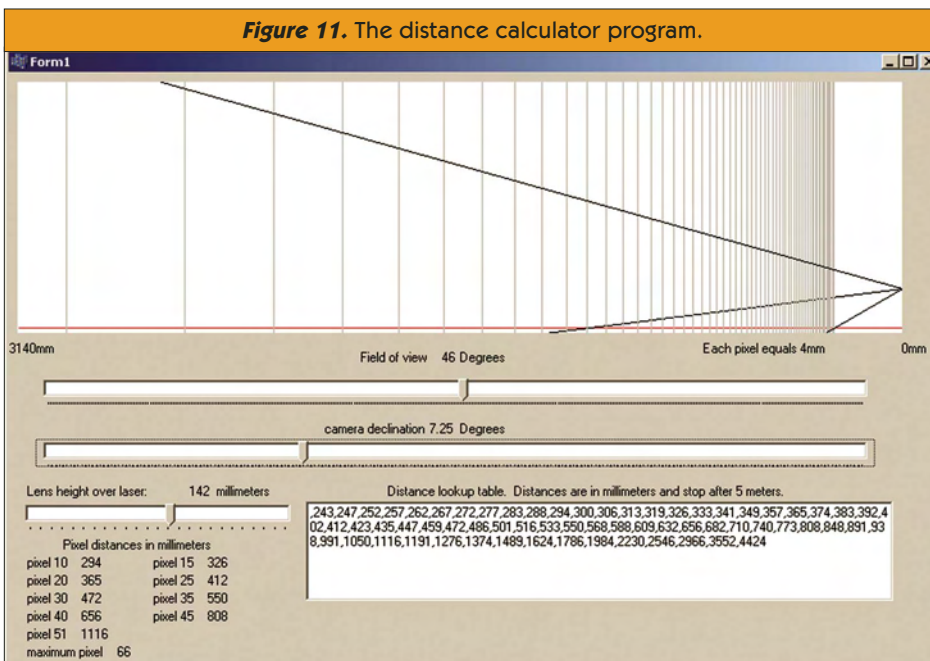 Figure 11. The distance calculator program.
Form1
3140mm
Each pixel equals 4mm
0mm
Field of view 46 Degrees
camera declination 7.25 Degrees
Lens height over laser: 142 millimeters
Distance lookup table. Distances are in millimeters and stop after 5 meters.
,243,247,252,257,262,267,272,277,283,288,294,300,306,313,319,326,333,341,349,357,365,374,383,392,4
02,412,423,435,447,459,472,486,501,516,533,550,568,588,609,632,656,682,710,740,773,808,848,891,93
8,991,1050,1116,1191,1276,1374,1489,1624,1786,1984,2230,2546,2966,3552,4424
Pixel distances in millimeters
pixel 10 294 pixel 15 326
pixel 20 365 pixel 25 412
pixel 30 472 pixel 35 550
pixel 40 656 pixel 45 808
pixel 51 1116
maximum pixel 66